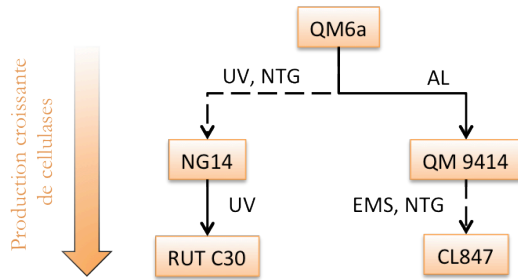 QM6a
UV, NTG
AL
NG14
QM 9414
UV
EMS, NTG
RUT C30
CL847
Production croissante
de cellulases